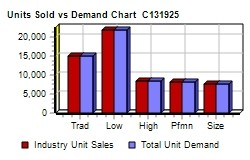 Units Sold vs Demand Chart C131925
20,000
15,000
10,000
5,000
0
Trad Low High Pfmn Size
Industry Unit Sales Total Unit Demand